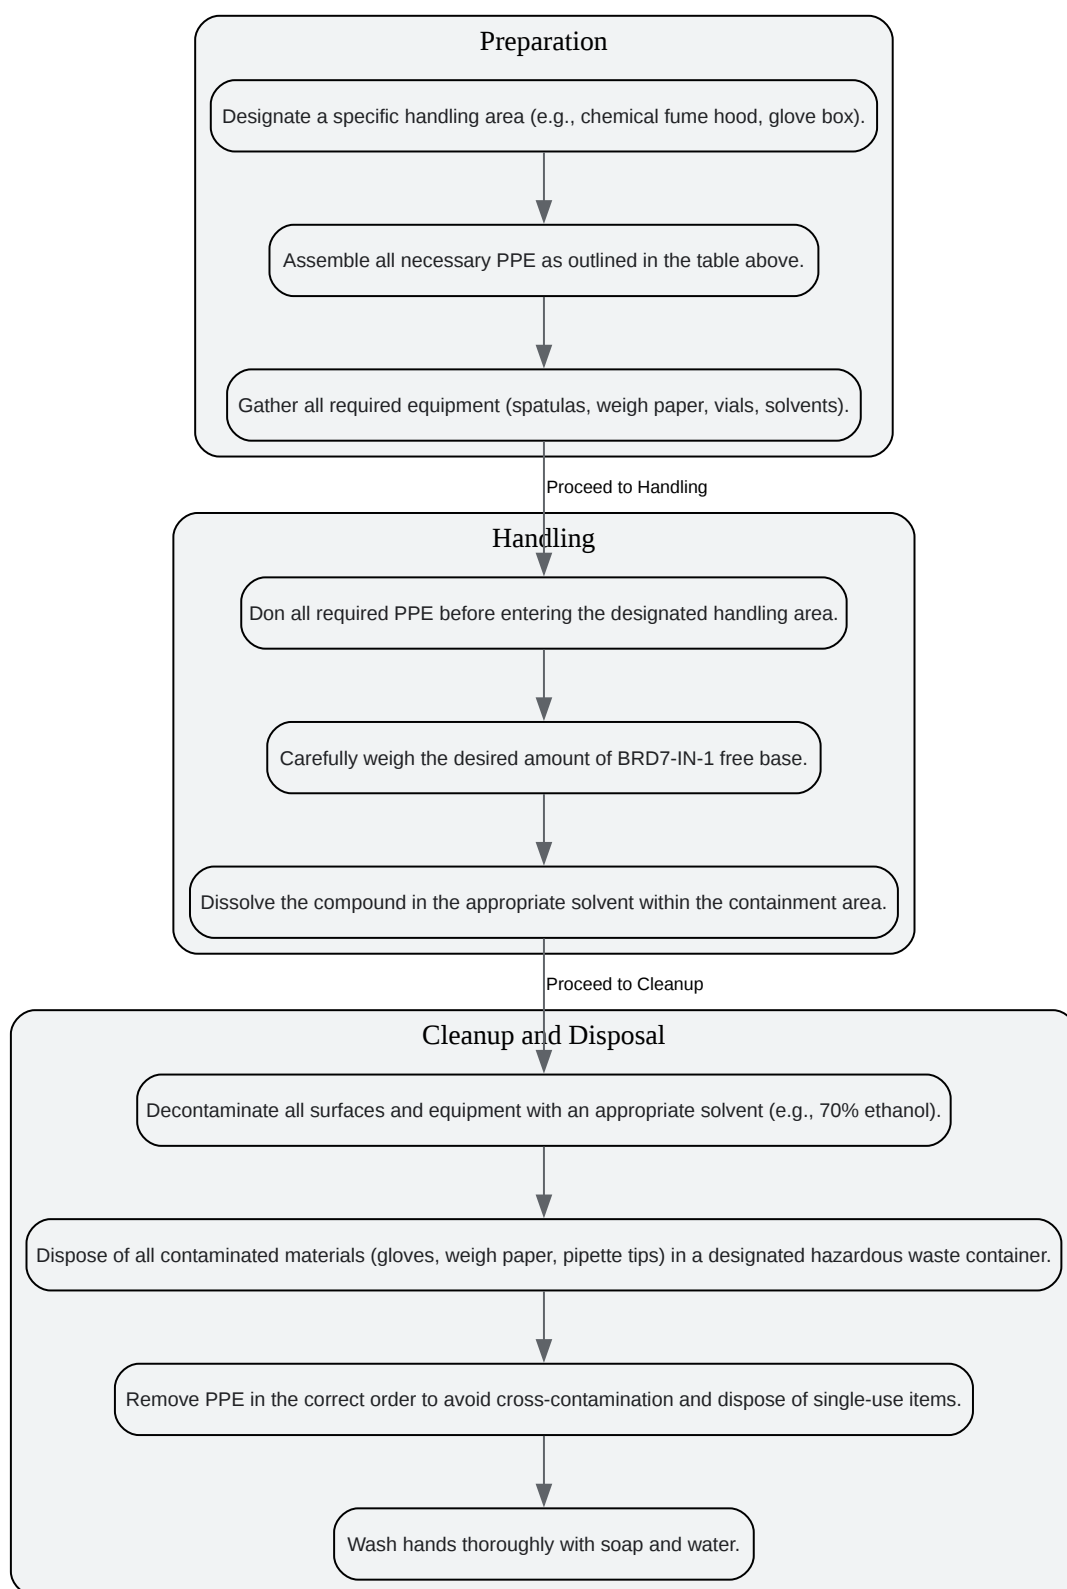 Preparation
Designate a specific handling area (e.g., chemical fume hood, glove box).
Assemble all necessary PPE as outlined in the table above.
Gather all required equipment (spatulas, weigh paper, vials, solvents).
Proceed to Handling
Handling
Don all required PPE before entering the designated handling area.
Carefully weigh the desired amount of BRD7-IN-1 free base.
Dissolve the compound in the appropriate solvent within the containment area.
Proceed to Cleanup
Cleanup and Disposal
Decontaminate all surfaces and equipment with an appropriate solvent (e.g., 70% ethanol).
Dispose of all contaminated materials (gloves, weigh paper, pipette tips) in a designated hazardous waste container.
Remove PPE in the correct order to avoid cross-contamination and dispose of single-use items.
Wash hands thoroughly with soap and water.